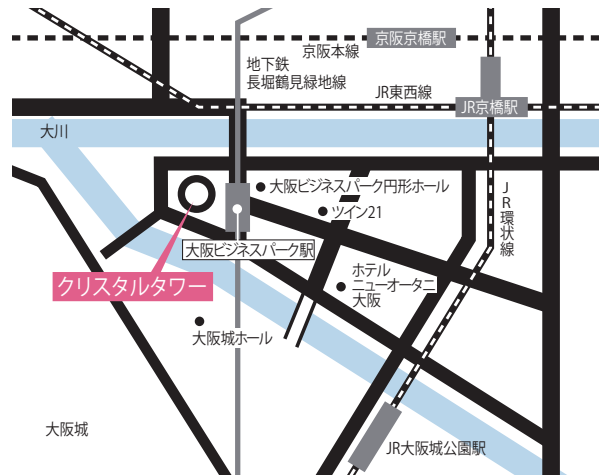 京阪京橋駅
京阪本線
地下鉄
長堀鶴見緑地線
JR東西線
JR京橋駅
大川
大阪ビジネスパーク円形ホール
ツイン21
JR環状線
大阪ビジネスパーク駅
ホテル
ニューオータニ
大阪
クリスタルタワー
大阪城ホール
大阪城
JR大阪城公園駅